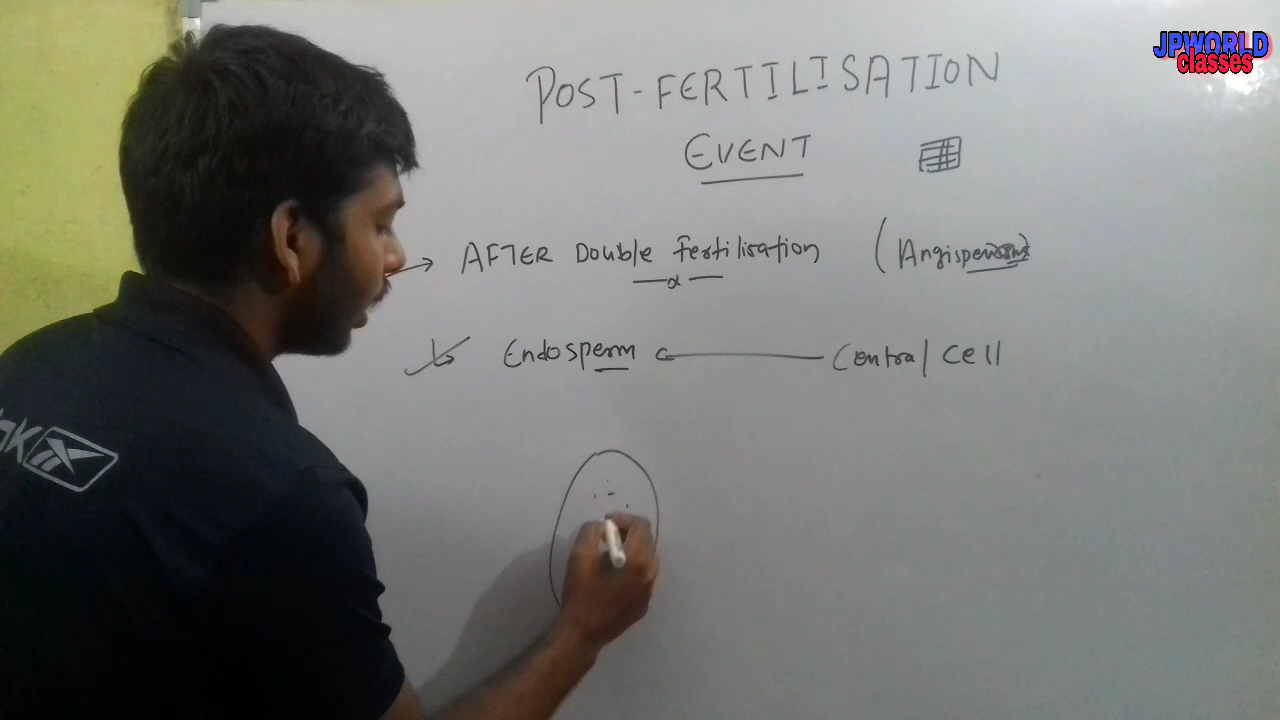 JPWORLD
classes
POST-FERTILISATION
EVENT
AFTER Double Fertilisation (Angisperms)
Endosperm Central Cell